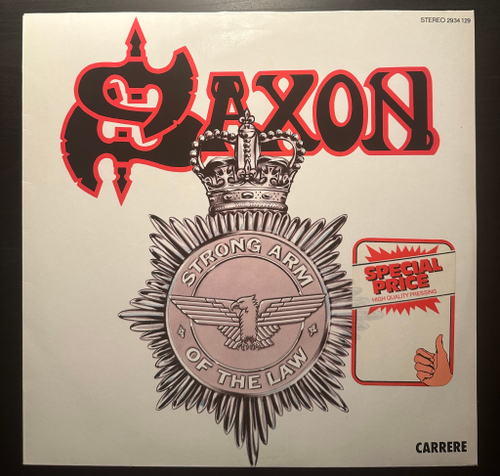 STEREO 2934 129
SAXON
STRONG ARM
OF THE LAW
SPECIAL
PRICE
HIGH QUALITY PRESSING
CARRERE